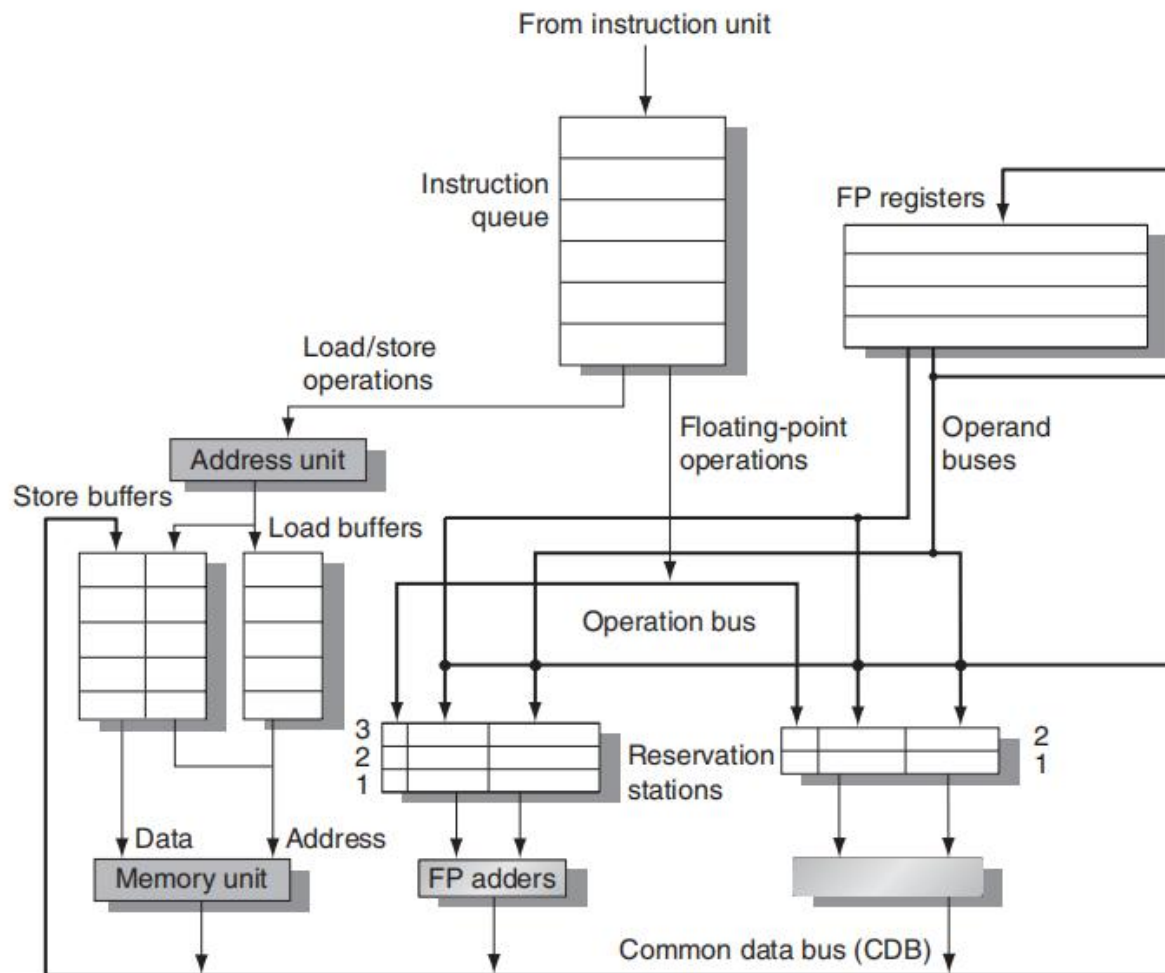 From instruction unit
Instruction
queue
FP registers
Load/store
operations
Floating-point
operations
Operand
buses
Address unit
Store buffers
Load buffers
Operation bus
3
2
1
Reservation
stations
2
1
Data
Address
Memory unit
FP adders
Common data bus (CDB)